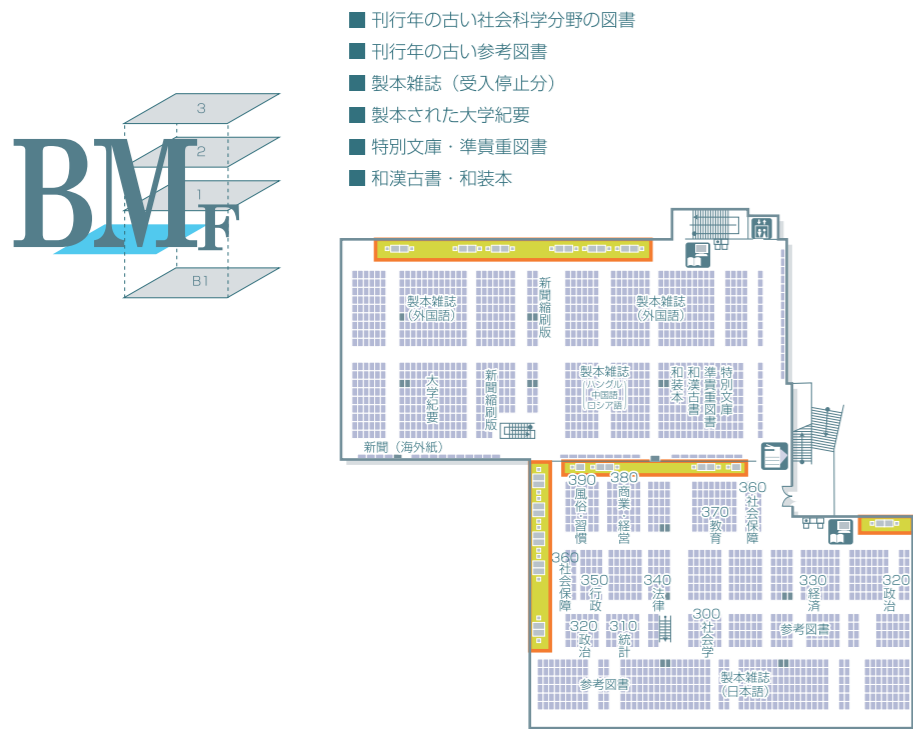 ■ 刊行年の古い社会科学分野の図書
■ 刊行年の古い参考図書
■ 製本雑誌（受入停止分）
■ 製本された大学紀要
■ 特別文庫・準貴重図書
■ 和漢古書・和装本
3
2
1
B1
BMF
製本雑誌
（外国語）
新聞縮刷版
製本雑誌
（外国語）
大学紀要
新聞縮刷版
製本雑誌
ハングル
中国語
ロシア語
和装本
和漢古書
準貴重図書
特別文庫
新聞（海外紙）
390
風俗・習慣
380
商業・経営
370
教育
360
社会保障
360
社会保障
350
行政
340
法律
330
経済
320
政治
320
政治
310
統計
300
社会学
参考図書
参考図書
製本雑誌
（日本語）